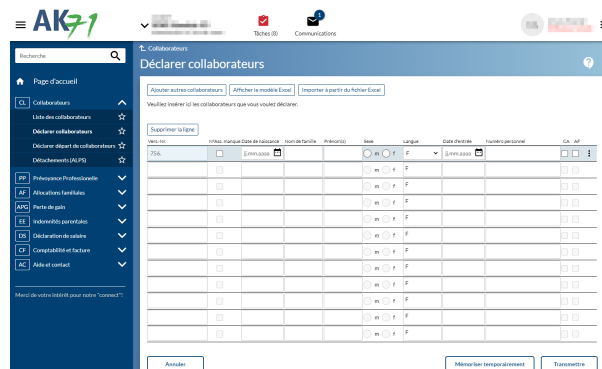 AK71
Tâches (8)
1
Communications
Recherche
Page d'accueil
CL Collaborateurs
Liste des collaborateurs
Déclarer collaborateurs
Déclarer départ de collaborateurs
Détachements (ALPS)
PP Prévoyance Professionelle
AF Allocations familiales
APG Perte de gain
EE Indemnités parentales
DS Déclaration de salaire
CF Comptabilité et facture
AC Aide et contact
Merci de votre intérêt pour notre "connect"!
Collaborateurs
Déclarer collaborateurs
Ajouter autres collaborateurs Afficher le modèle Excel Importer à partir du fichier Excel
Veuillez insérer ici les collaborateurs que vous voulez déclarer.
Supprimer la ligne
Vers.-Nr. N°Ass. manque Date de naissance Nom de famille Prénom(s) Sexe Langue Date d'entrée Numéro personnel CA AF
756. jj.mm.aaaa m f F jj.mm.aaaa
m f F
m f F
m f F
m f F
m f F
m f F
m f F
m f F
m f F
m f F
m f F
Annuler Mémoriser temporairement Transmettre